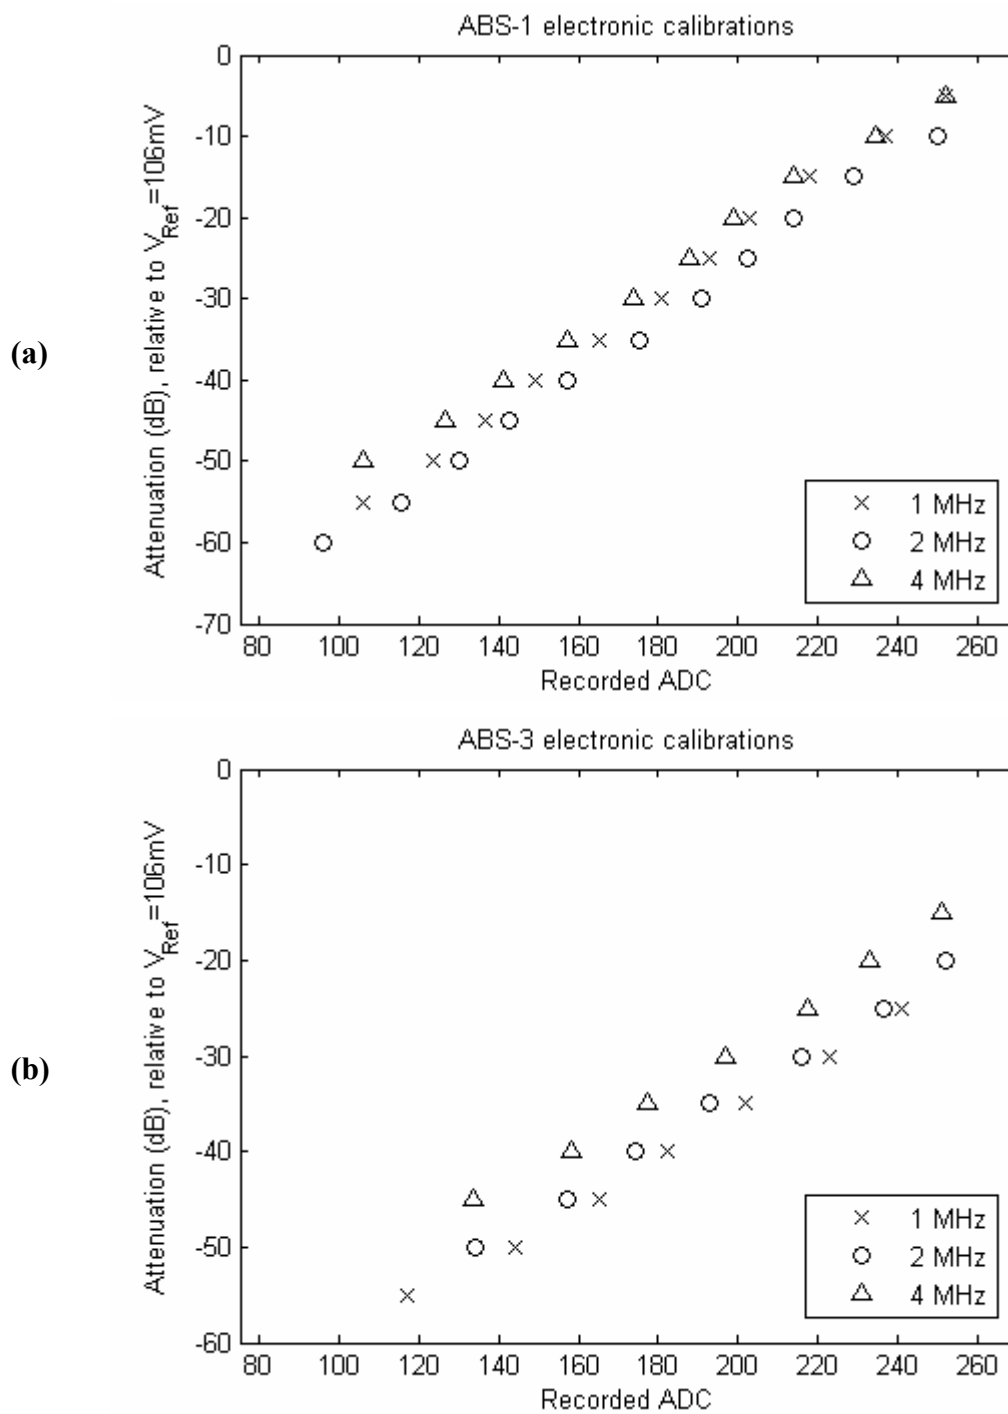 ABS-1 electronic calibrations
(a)
Attenuation (dB), relative to V_Ref=106mV
0
-10
-20
-30
-40
-50
-60
-70
80 100 120 140 160 180 200 220 240 260
Recorded ADC
1 MHz
2 MHz
4 MHz
ABS-3 electronic calibrations
(b)
Attenuation (dB), relative to V_Ref=106mV
0
-10
-20
-30
-40
-50
-60
80 100 120 140 160 180 200 220 240 260
Recorded ADC
1 MHz
2 MHz
4 MHz